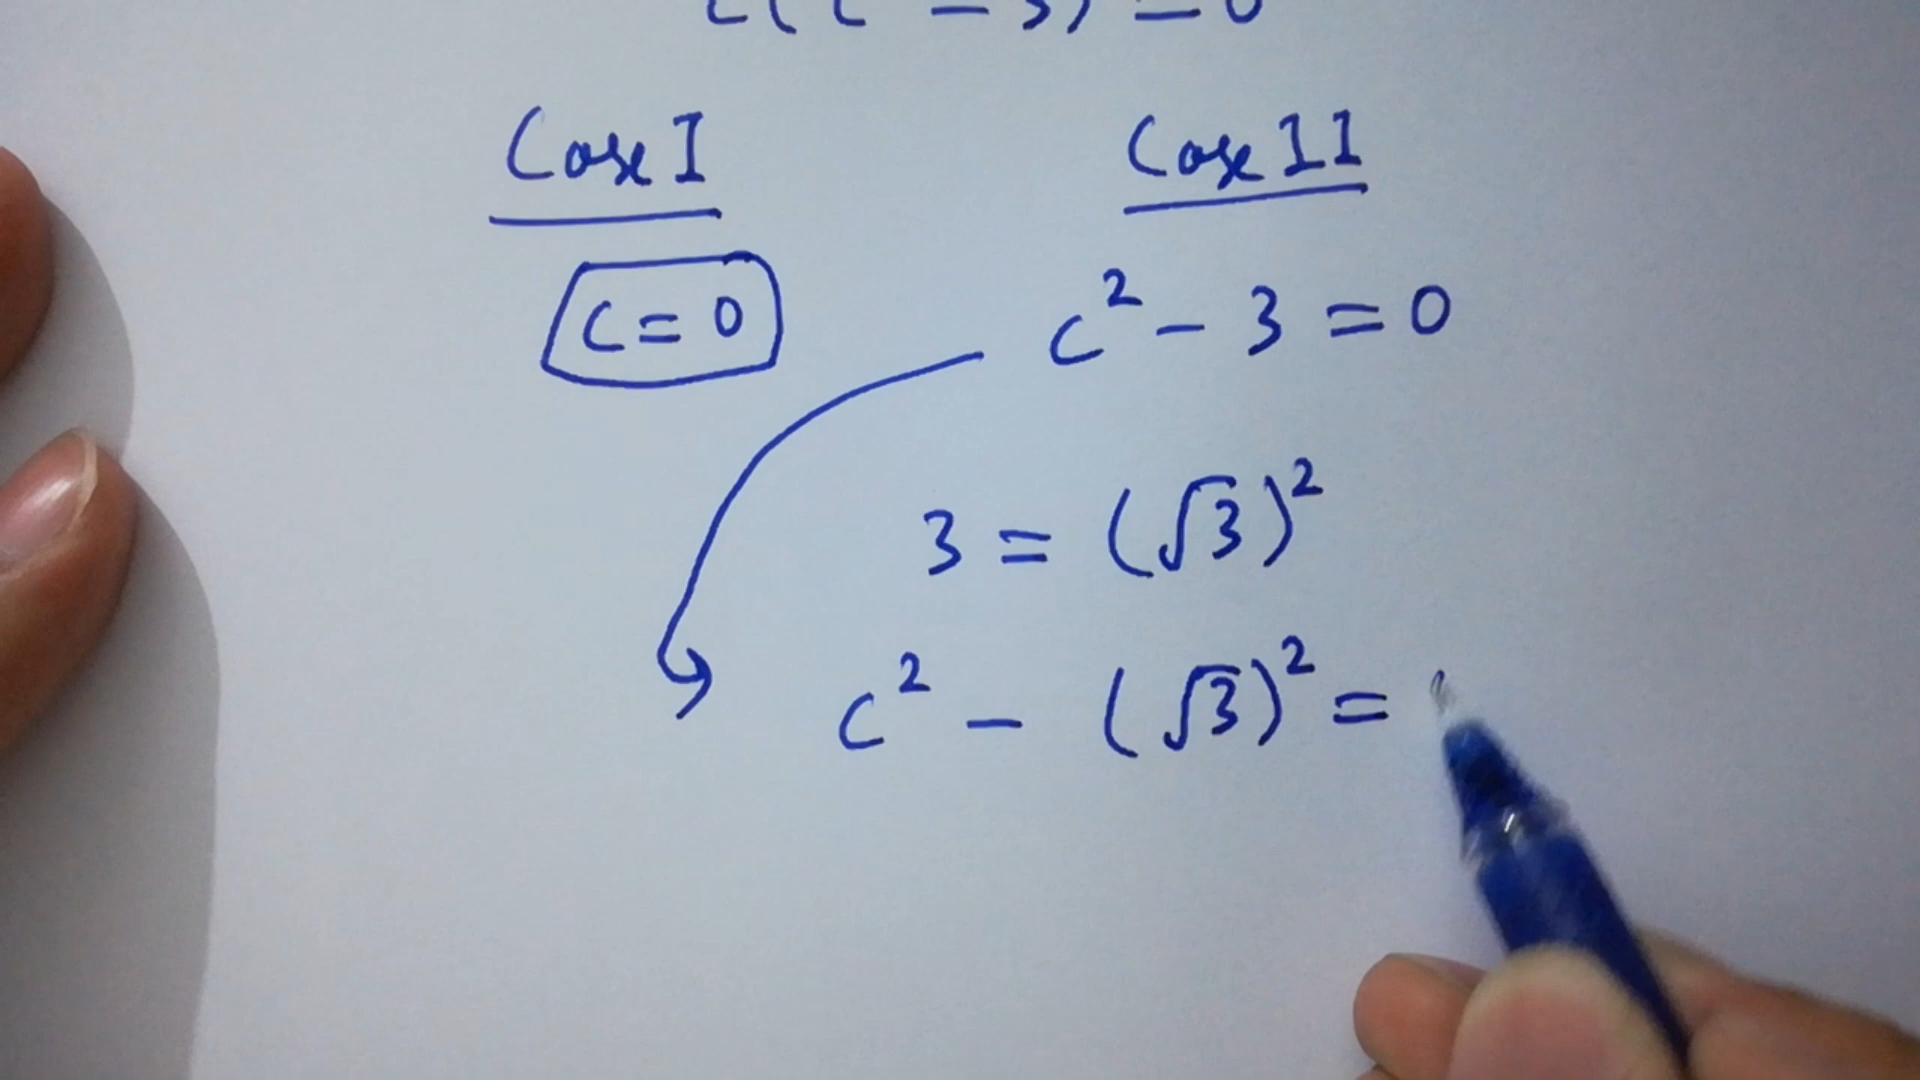 Case I Case II
c = 0 c² - 3 = 0
3 = (√3)²
c² - (√3)² =